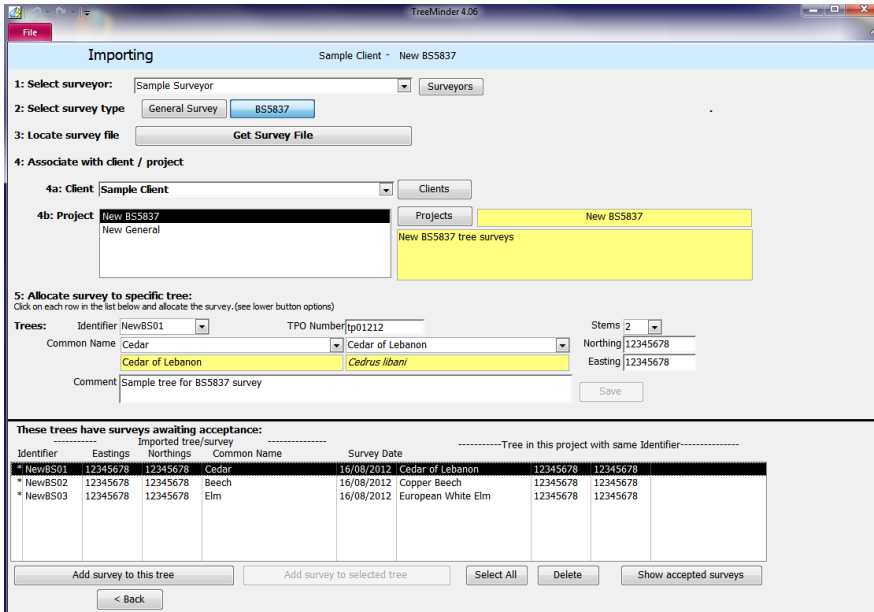 TreeMinder 4.06
File
Importing Sample Client - New BS5837
1: Select surveyor: Sample Surveyor Surveyors
2: Select survey type General Survey BS5837
3: Locate survey file Get Survey File
4: Associate with client / project
4a: Client Sample Client Clients
4b: Project New BS5837 Projects New BS5837
New General New BS5837 tree surveys
5: Allocate survey to specific tree:
Click on each row in the list below and allocate the survey.(see lower button options)
Trees: Identifier NewBS01 TPO Number tp01212 Stems 2
Common Name Cedar Cedar of Lebanon Northing 12345678
Cedar of Lebanon Cedrus libani Easting 12345678
Comment Sample tree for BS5837 survey Save
These trees have surveys awaiting acceptance:
----------- Imported tree/survey --------------- -----------Tree in this project with same Identifier---------------
Identifier Eastings Northings Common Name Survey Date
* NewBS01 12345678 12345678 Cedar 16/08/2012 Cedar of Lebanon 12345678 12345678
* NewBS02 12345678 12345678 Beech 16/08/2012 Copper Beech 12345678 12345678
* NewBS03 12345678 12345678 Elm 16/08/2012 European White Elm 12345678 12345678
Add survey to this tree Add survey to selected tree Select All Delete Show accepted surveys
< Back